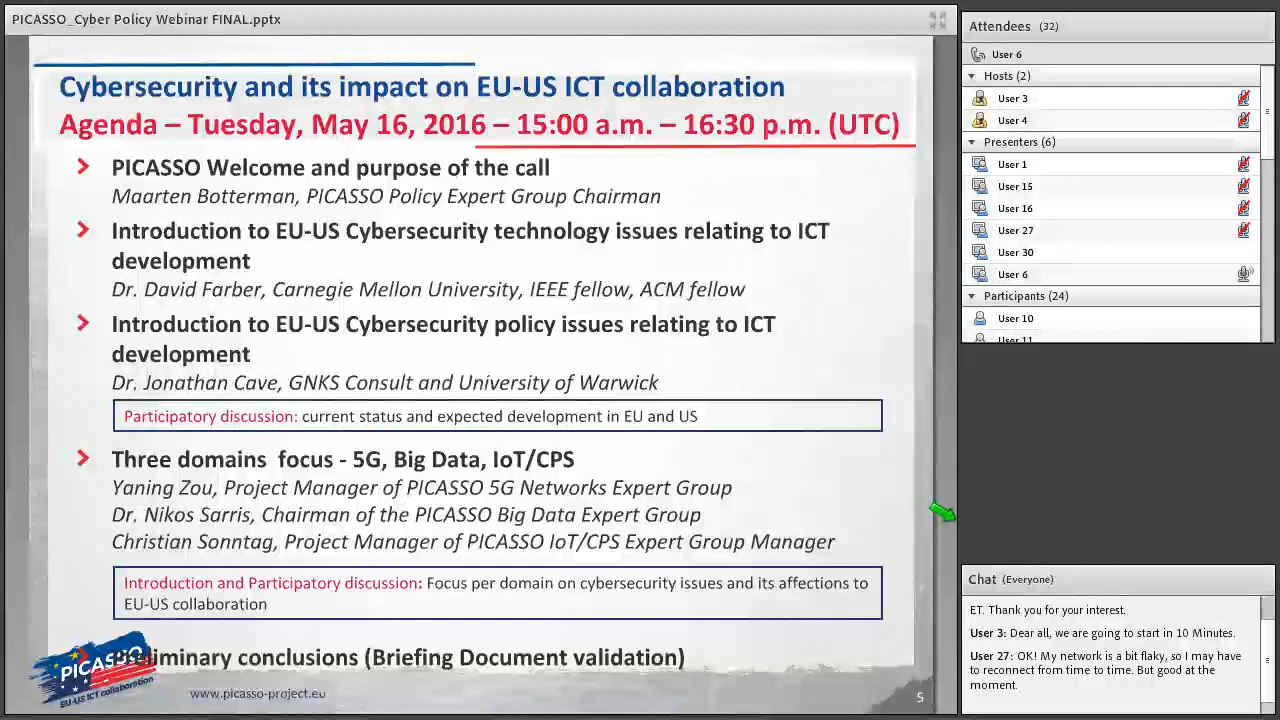 PICASSO_Cyber Policy Webinar FINAL.pptx
Cybersecurity and its impact on EU-US ICT collaboration
Agenda – Tuesday, May 16, 2016 – 15:00 a.m. – 16:30 p.m. (UTC)
PICASSO Welcome and purpose of the call
Maarten Botterman, PICASSO Policy Expert Group Chairman
Introduction to EU-US Cybersecurity technology issues relating to ICT
development
Dr. David Farber, Carnegie Mellon University, IEEE fellow, ACM fellow
Introduction to EU-US Cybersecurity policy issues relating to ICT
development
Dr. Jonathan Cave, GNKS Consult and University of Warwick
Participatory discussion: current status and expected development in EU and US
Three domains focus - 5G, Big Data, IoT/CPS
Yaning Zou, Project Manager of PICASSO 5G Networks Expert Group
Dr. Nikos Sarris, Chairman of the PICASSO Big Data Expert Group
Christian Sonntag, Project Manager of PICASSO IoT/CPS Expert Group Manager
Introduction and Participatory discussion: Focus per domain on cybersecurity issues and its affections to
EU-US collaboration
Preliminary conclusions (Briefing Document validation)
PICASSO
EU-US ICT collaboration
www.picasso-project.eu
5
Attendees (32)
User 6
Hosts (2)
User 3
User 4
Presenters (6)
User 1
User 15
User 16
User 27
User 30
User 6
Participants (24)
User 10
User 11
Chat (Everyone)
ET. Thank you for your interest.
User 3: Dear all, we are going to start in 10 Minutes.
User 27: OK! My network is a bit flaky, so I may have
to reconnect from time to time. But good at the
moment.